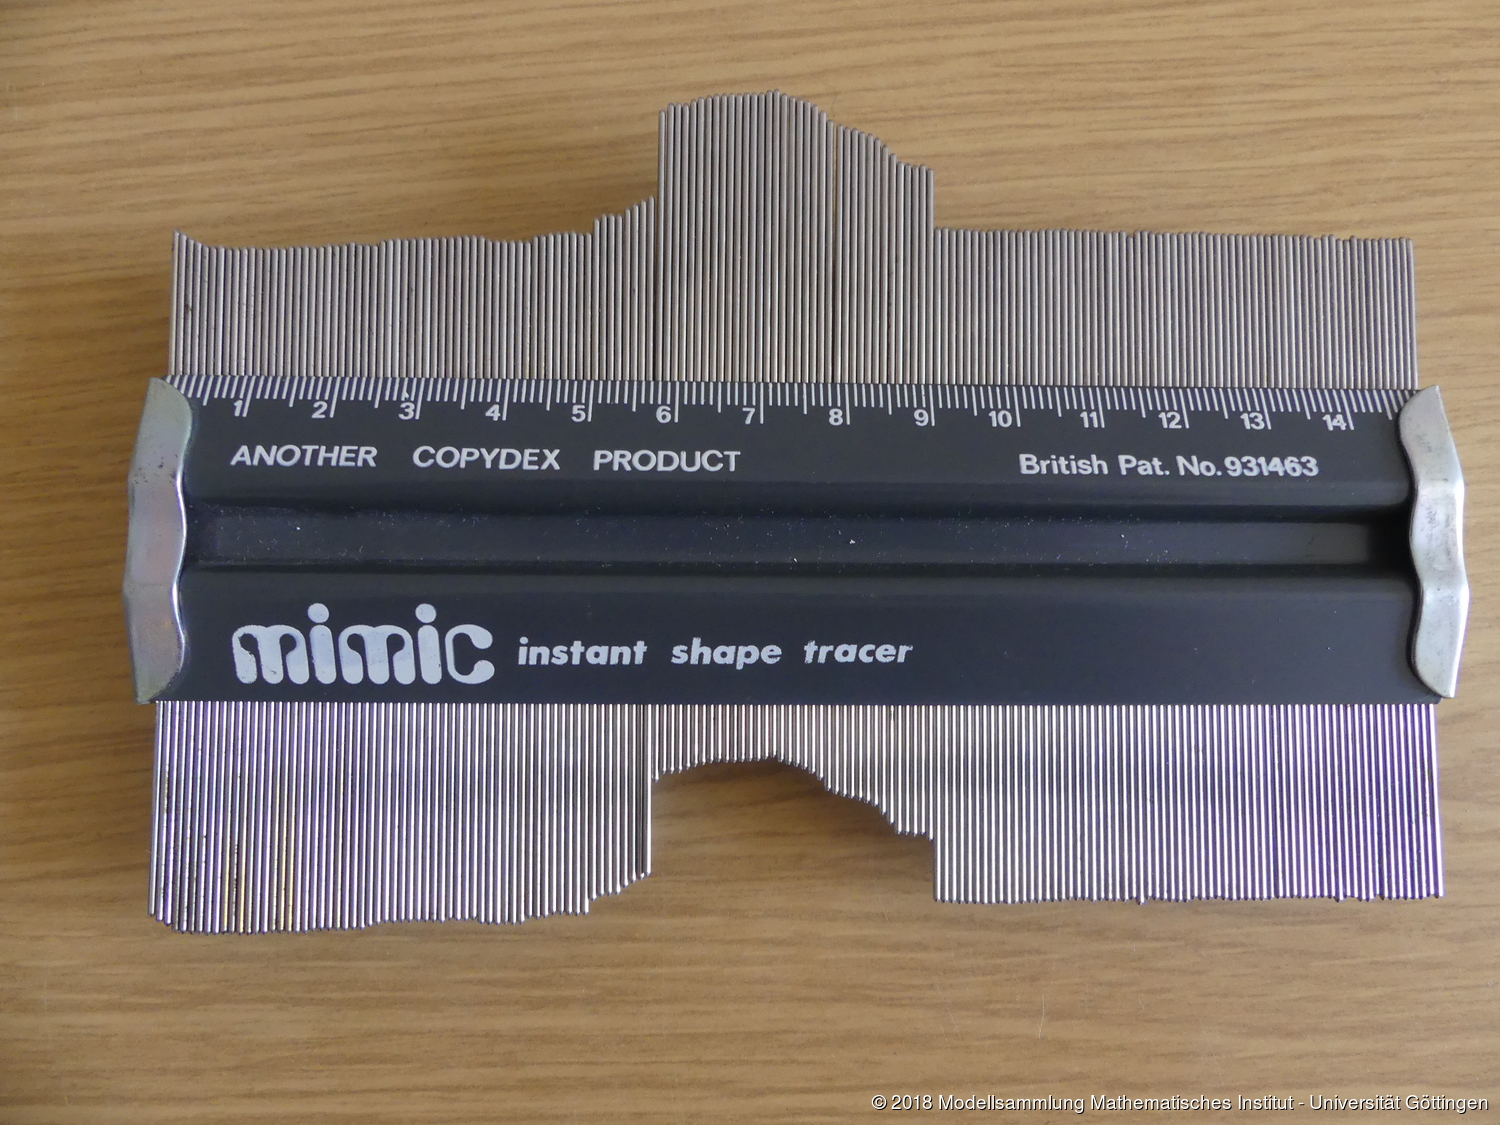 1 2 3 4 5 6 7 8 9 10 11 12 13 14
ANOTHER COPYDEX PRODUCT British Pat. No. 931463
mimic instant shape tracer
© 2018 Modellsammlung Mathematisches Institut - Universität Göttingen